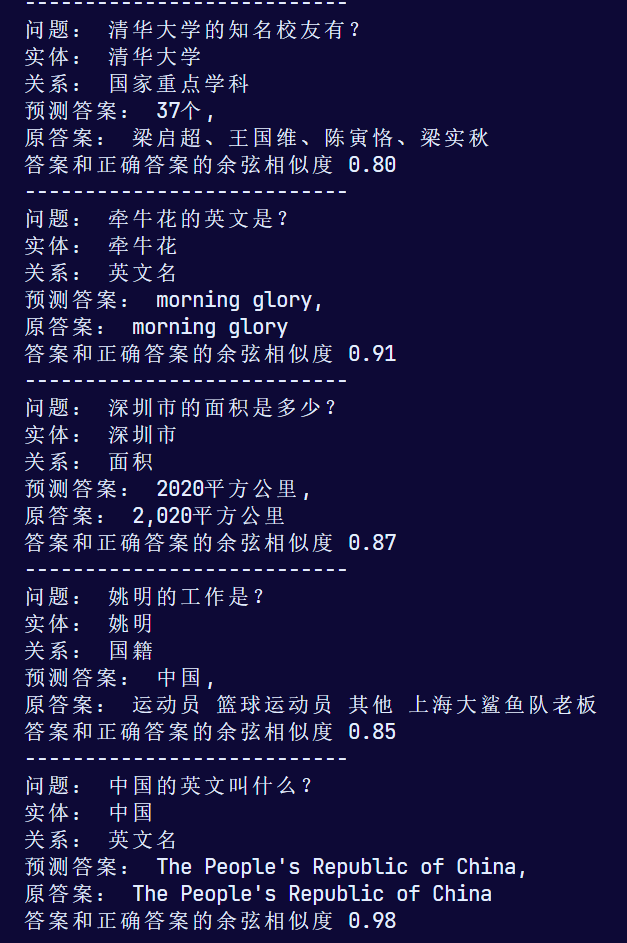 ---------------------------
问题： 清华大学的知名校友有？
实体： 清华大学
关系： 国家重点学科
预测答案： 37个,
原答案： 梁启超、王国维、陈寅恪、梁实秋
答案和正确答案的余弦相似度 0.80
---------------------------
问题： 牵牛花的英文是？
实体： 牵牛花
关系： 英文名
预测答案： morning glory,
原答案： morning glory
答案和正确答案的余弦相似度 0.91
---------------------------
问题： 深圳市的面积是多少？
实体： 深圳市
关系： 面积
预测答案： 2020平方公里,
原答案： 2,020平方公里
答案和正确答案的余弦相似度 0.87
---------------------------
问题： 姚明的工作是？
实体： 姚明
关系： 国籍
预测答案： 中国,
原答案： 运动员 篮球运动员 其他 上海大鲨鱼队老板
答案和正确答案的余弦相似度 0.85
---------------------------
问题： 中国的英文叫什么？
实体： 中国
关系： 英文名
预测答案： The People's Republic of China,
原答案： The People's Republic of China
答案和正确答案的余弦相似度 0.98